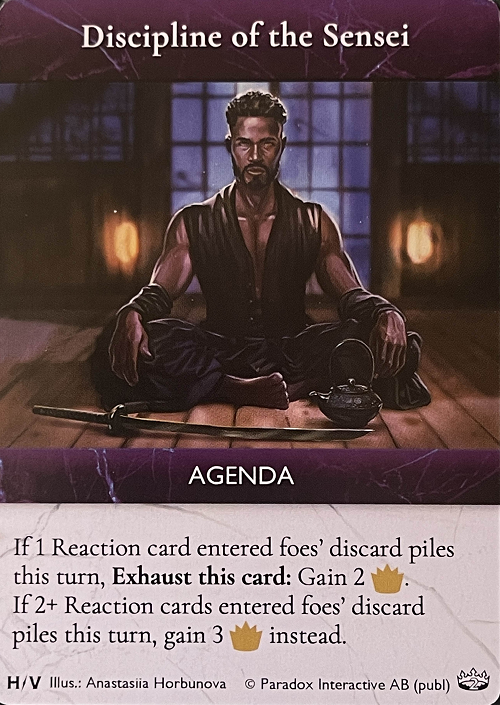 Discipline of the Sensei
AGENDA
If 1 Reaction card entered foes' discard piles
this turn, Exhaust this card: Gain 2 .
If 2+ Reaction cards entered foes' discard
piles this turn, gain 3 instead.
H/V Illus.: Anastasiia Horbunova © Paradox Interactive AB (publ) 2